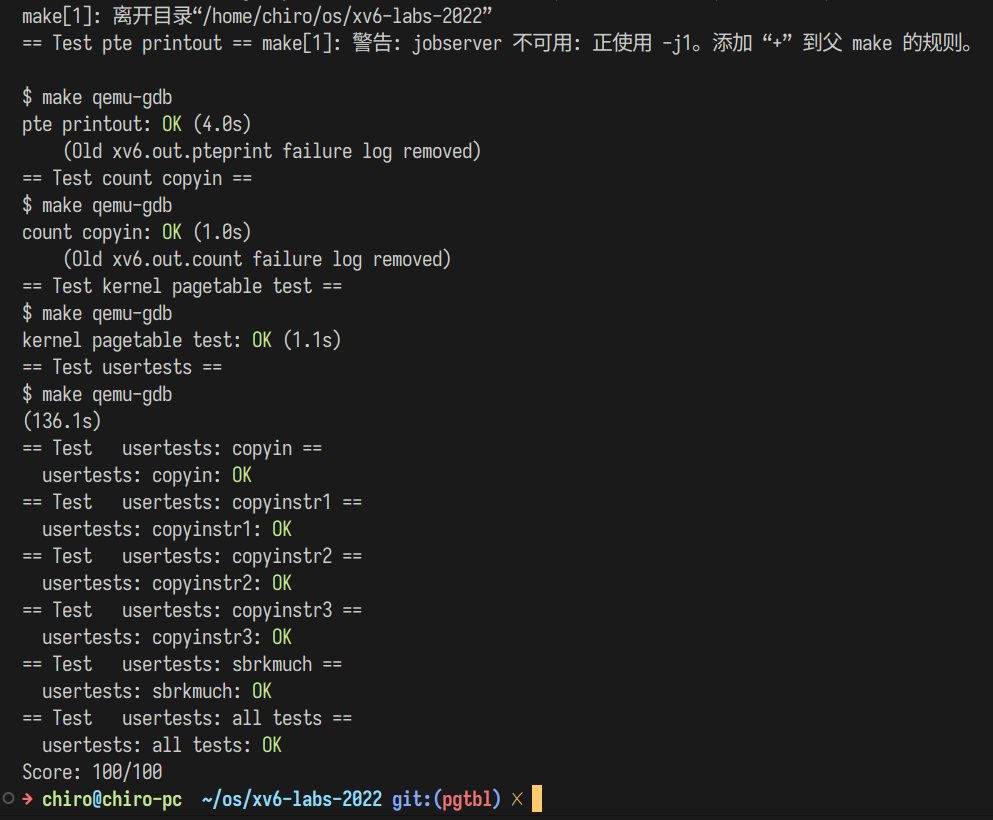 make[1]: 离开目录“/home/chiro/os/xv6-labs-2022”
== Test pte printout == make[1]: 警告: jobserver 不可用: 正使用 -j1。添加 “+” 到父 make 的规则。
$ make qemu-gdb
pte printout: OK (4.0s)
    (Old xv6.out.pteprint failure log removed)
== Test count copyin ==
$ make qemu-gdb
count copyin: OK (1.0s)
    (Old xv6.out.count failure log removed)
== Test kernel pagetable test ==
$ make qemu-gdb
kernel pagetable test: OK (1.1s)
== Test usertests ==
$ make qemu-gdb
(136.1s)
== Test   usertests: copyin ==
  usertests: copyin: OK
== Test   usertests: copyinstr1 ==
  usertests: copyinstr1: OK
== Test   usertests: copyinstr2 ==
  usertests: copyinstr2: OK
== Test   usertests: copyinstr3 ==
  usertests: copyinstr3: OK
== Test   usertests: sbrkmuch ==
  usertests: sbrkmuch: OK
== Test   usertests: all tests ==
  usertests: all tests: OK
Score: 100/100
→ chiro@chiro-pc  ~/os/xv6-labs-2022 git:(pgtbl) ✗